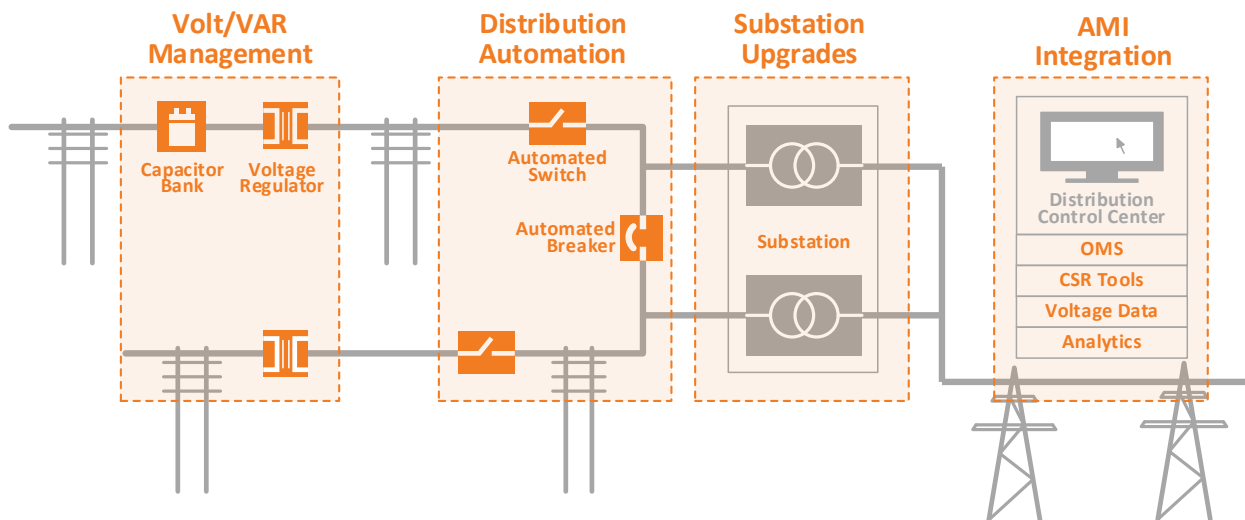 Volt/VAR
Management
Distribution
Automation
Substation
Upgrades
AMI
Integration
Capacitor
Bank
Voltage
Regulator
Automated
Switch
Automated
Breaker
Substation
Distribution
Control Center
OMS
CSR Tools
Voltage Data
Analytics